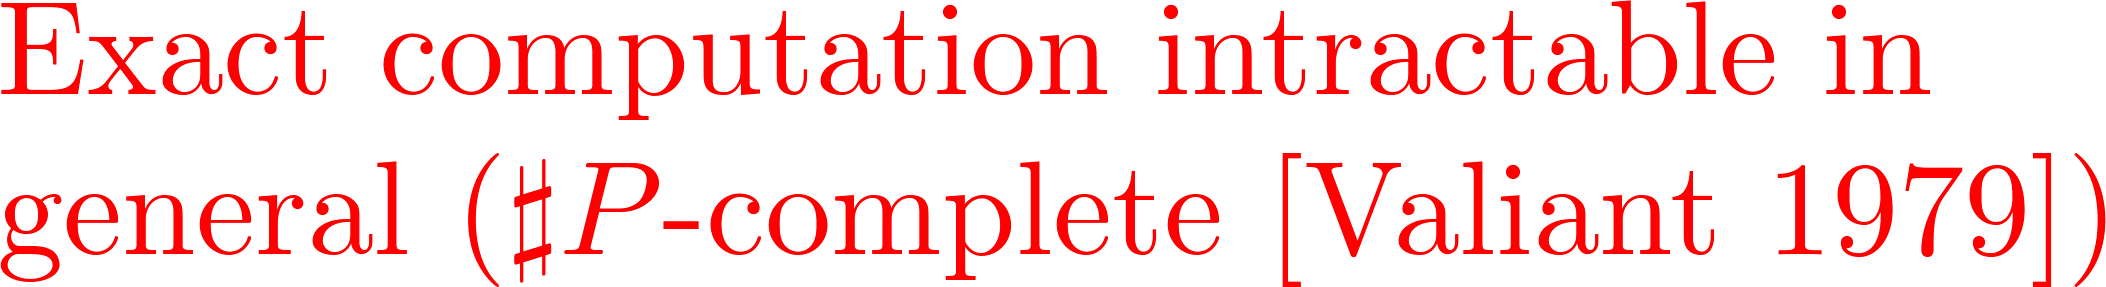 Exact computation intractable in
general (♯P-complete [Valiant 1979])